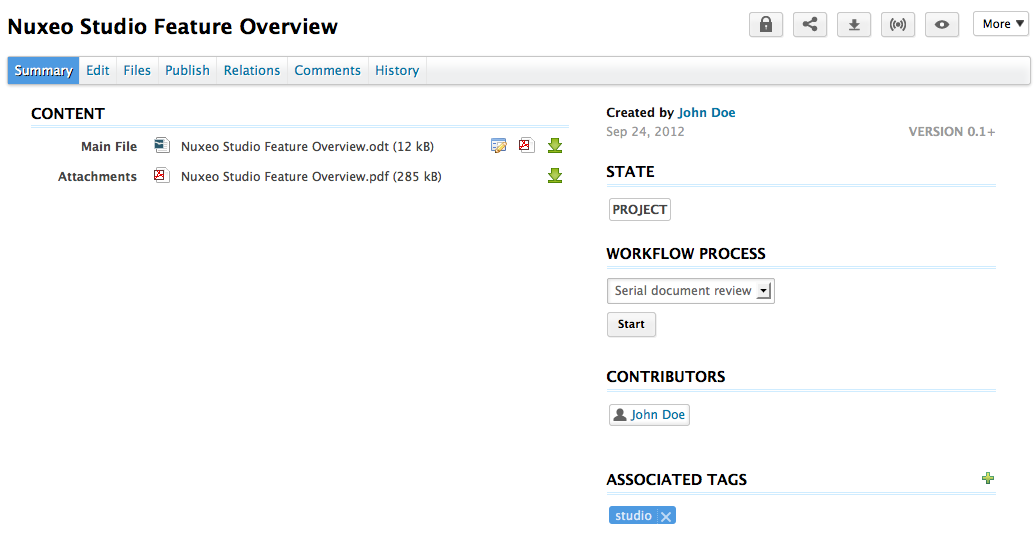 Nuxeo Studio Feature Overview
More
Summary Edit Files Publish Relations Comments History
CONTENT
Main File Nuxeo Studio Feature Overview.odt (12 kB)
Attachments Nuxeo Studio Feature Overview.pdf (285 kB)
Created by John Doe
Sep 24, 2012 VERSION 0.1+
STATE
PROJECT
WORKFLOW PROCESS
Serial document review
Start
CONTRIBUTORS
John Doe
ASSOCIATED TAGS
studio